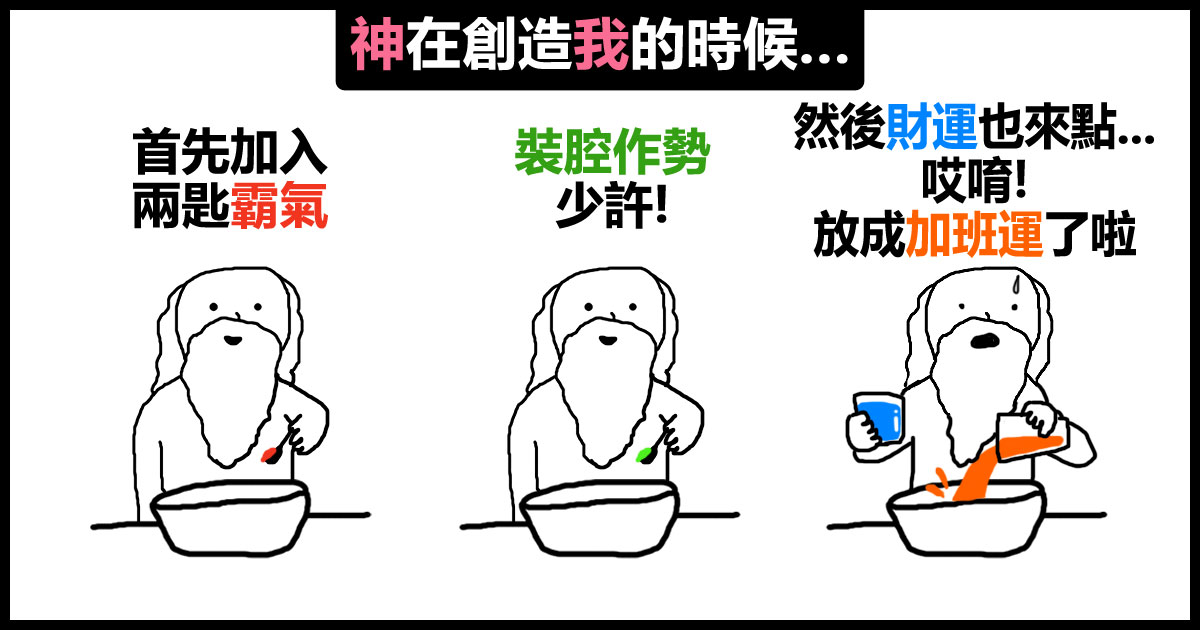 神在創造我的時候...
首先加入
兩匙霸氣
裝腔作勢
少許!
然後財運也來點...
哎唷!
放成加班運了啦